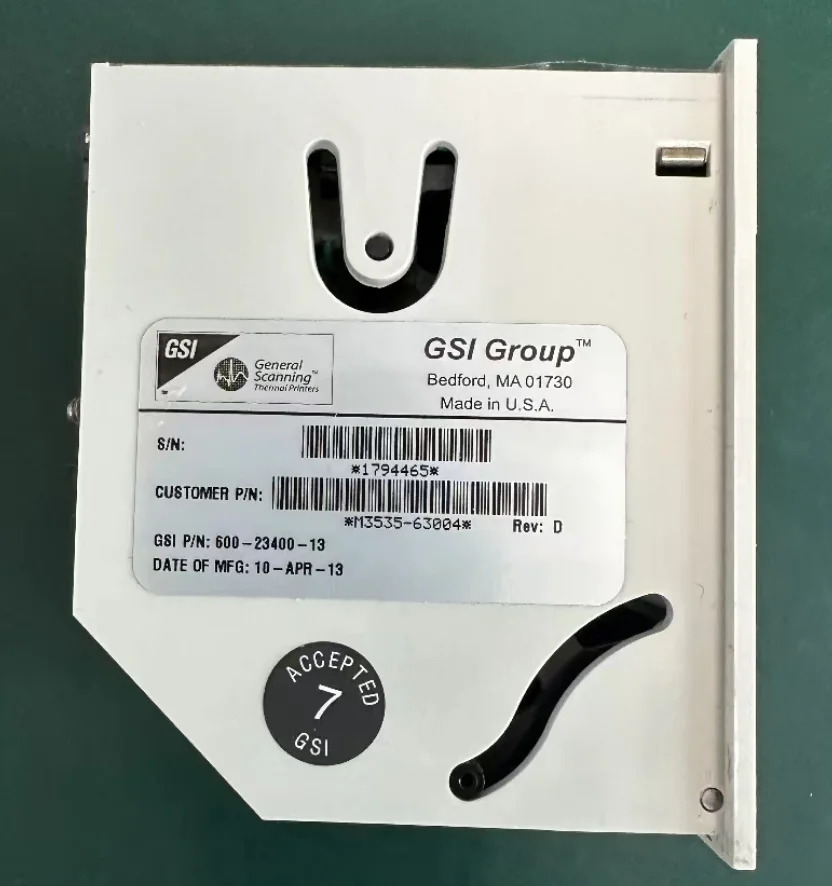 GSI
General
Scanning™
Thermal Printers
GSI Group™
Bedford, MA 01730
Made in U.S.A.
S/N:
*1794465*
CUSTOMER P/N:
*M3535-63004* Rev: D
GSI P/N: 600-23400-13
DATE OF MFG: 10-APR-13
ACCEPTED
7
GSI